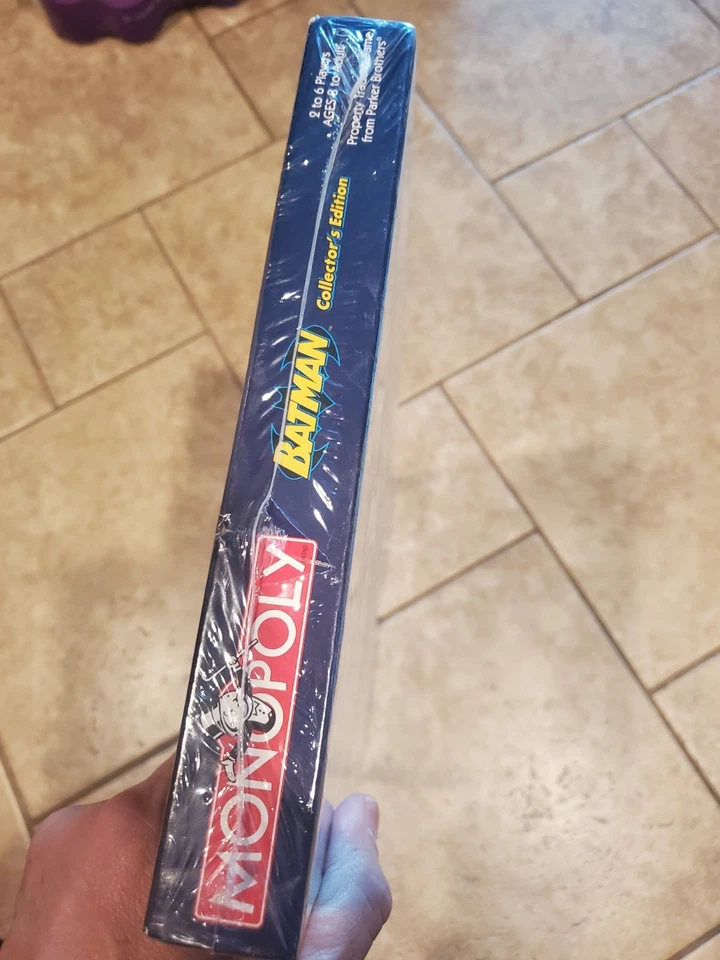 MONOPOLY
BATMAN
Collector's Edition
2 to 6 Players
AGES 8 to Adult
Property Trading Game
from Parker Brothers®